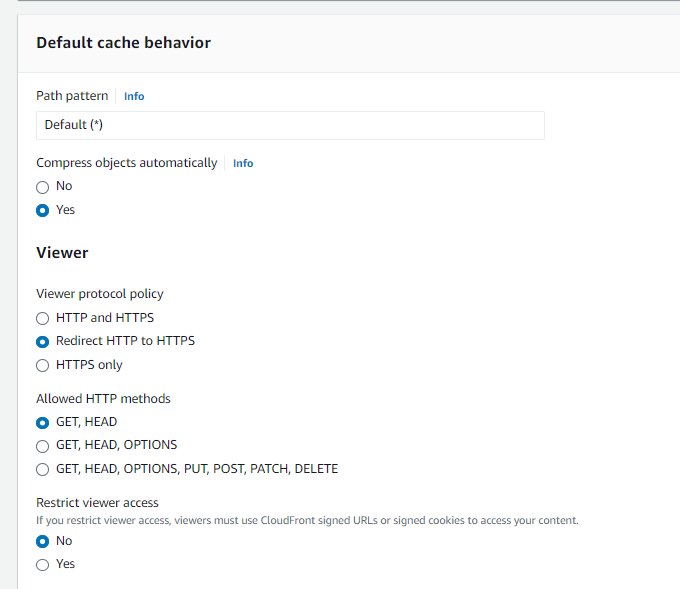 Default cache behavior
Path pattern Info
Default (*)
Compress objects automatically Info
No
Yes
Viewer
Viewer protocol policy
HTTP and HTTPS
Redirect HTTP to HTTPS
HTTPS only
Allowed HTTP methods
GET, HEAD
GET, HEAD, OPTIONS
GET, HEAD, OPTIONS, PUT, POST, PATCH, DELETE
Restrict viewer access
If you restrict viewer access, viewers must use CloudFront signed URLs or signed cookies to access your content.
No
Yes